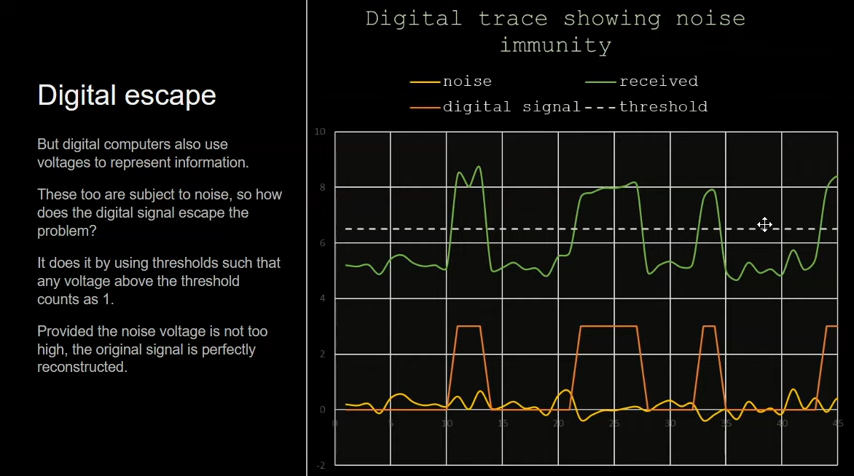 Digital escape
But digital computers also use
voltages to represent information.
These too are subject to noise, so how
does the digital signal escape the
problem?
It does it by using thresholds such that
any voltage above the threshold
counts as 1.
Provided the noise voltage is not too
high, the original signal is perfectly
reconstructed.
Digital trace showing noise
immunity
noise received
digital signal threshold
10
8
6
4
2
0
0 5 10 15 20 25 30 35 40 45
-2